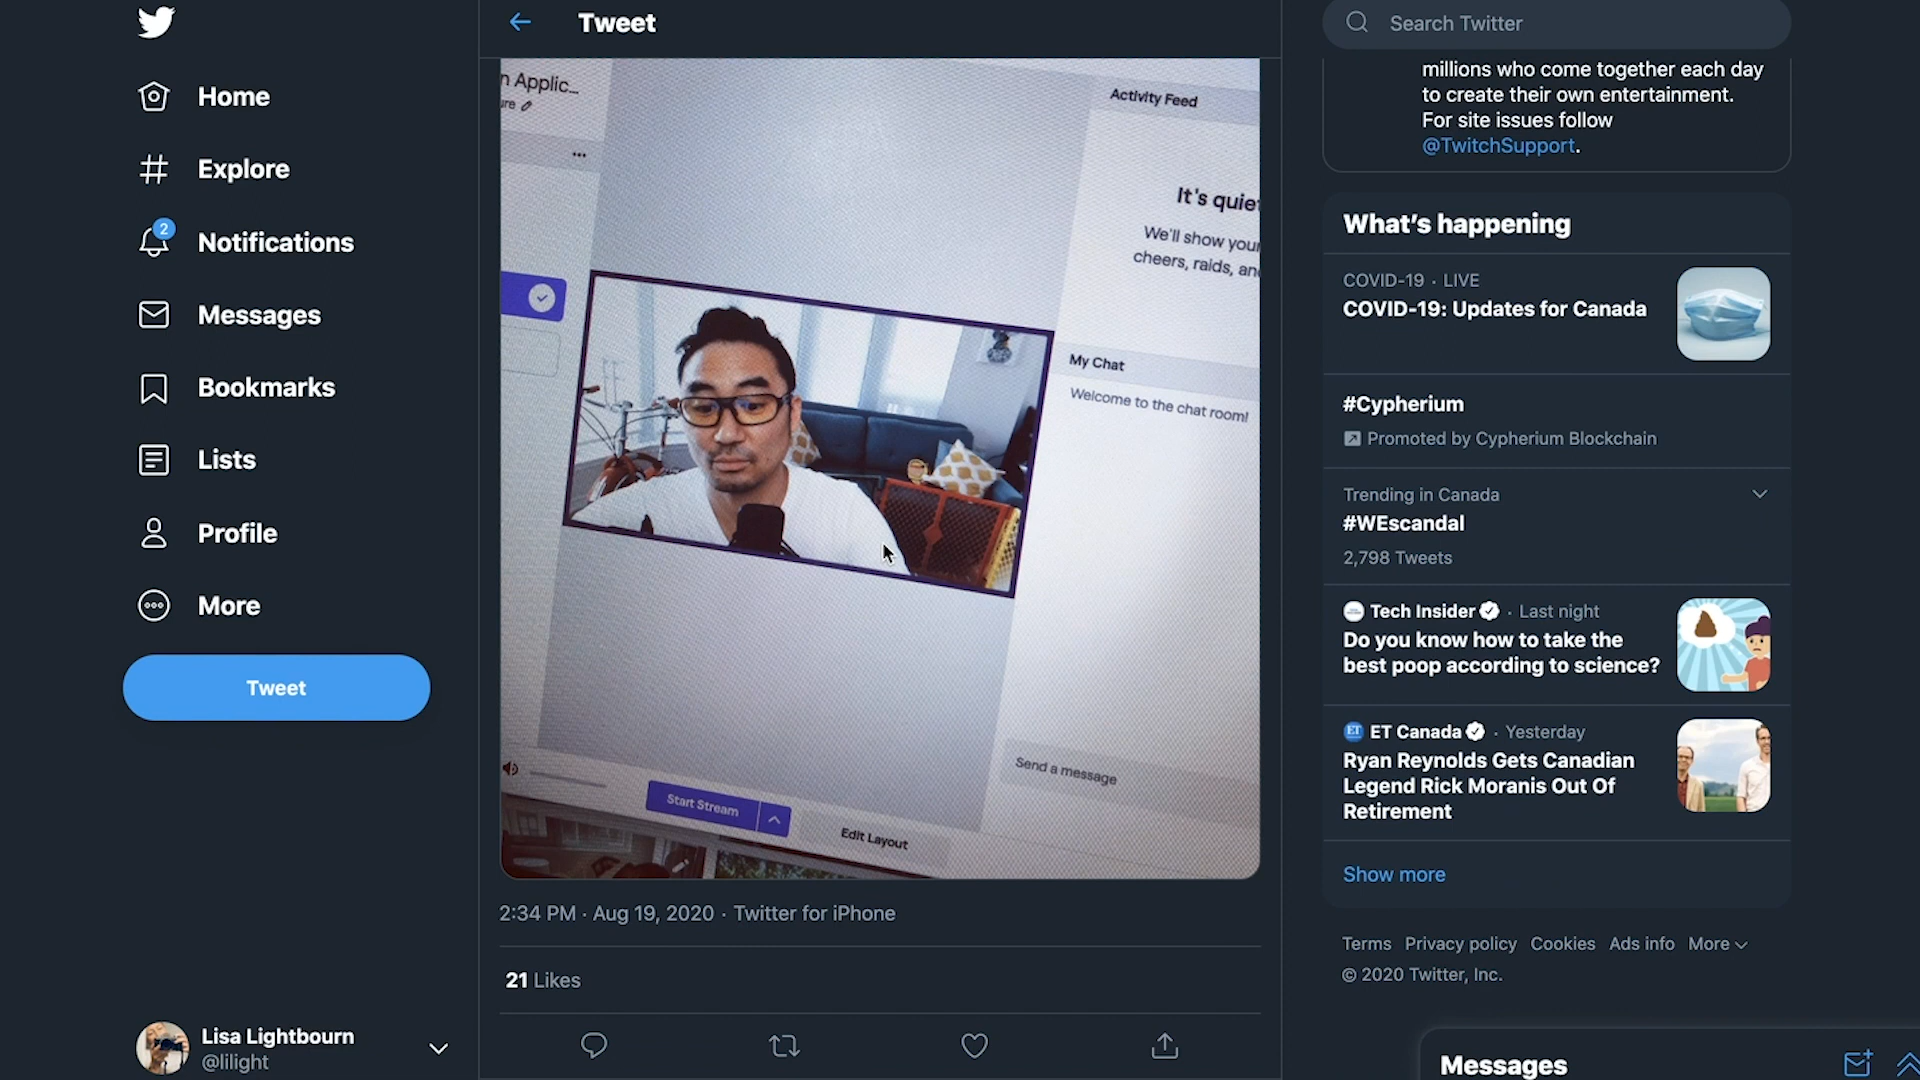 Home
Explore
2
Notifications
Messages
Bookmarks
Lists
Profile
More
Tweet
Lisa Lightbourn
@lilight
Tweet
n Applic...
Activity Feed
It's quie
We'll show your
cheers, raids, an
My Chat
Welcome to the chat room!
Send a message
Start Stream
Edit Layout
2:34 PM · Aug 19, 2020 · Twitter for iPhone
21 Likes
Search Twitter
millions who come together each day
to create their own entertainment.
For site issues follow
@TwitchSupport.
What's happening
COVID-19 · LIVE
COVID-19: Updates for Canada
#Cypherium
Promoted by Cypherium Blockchain
Trending in Canada
#WEscandal
2,798 Tweets
Tech Insider · Last night
Do you know how to take the
best poop according to science?
ET
ET Canada · Yesterday
Ryan Reynolds Gets Canadian
Legend Rick Moranis Out Of
Retirement
Show more
Terms Privacy policy Cookies Ads info More
© 2020 Twitter, Inc.
Messages